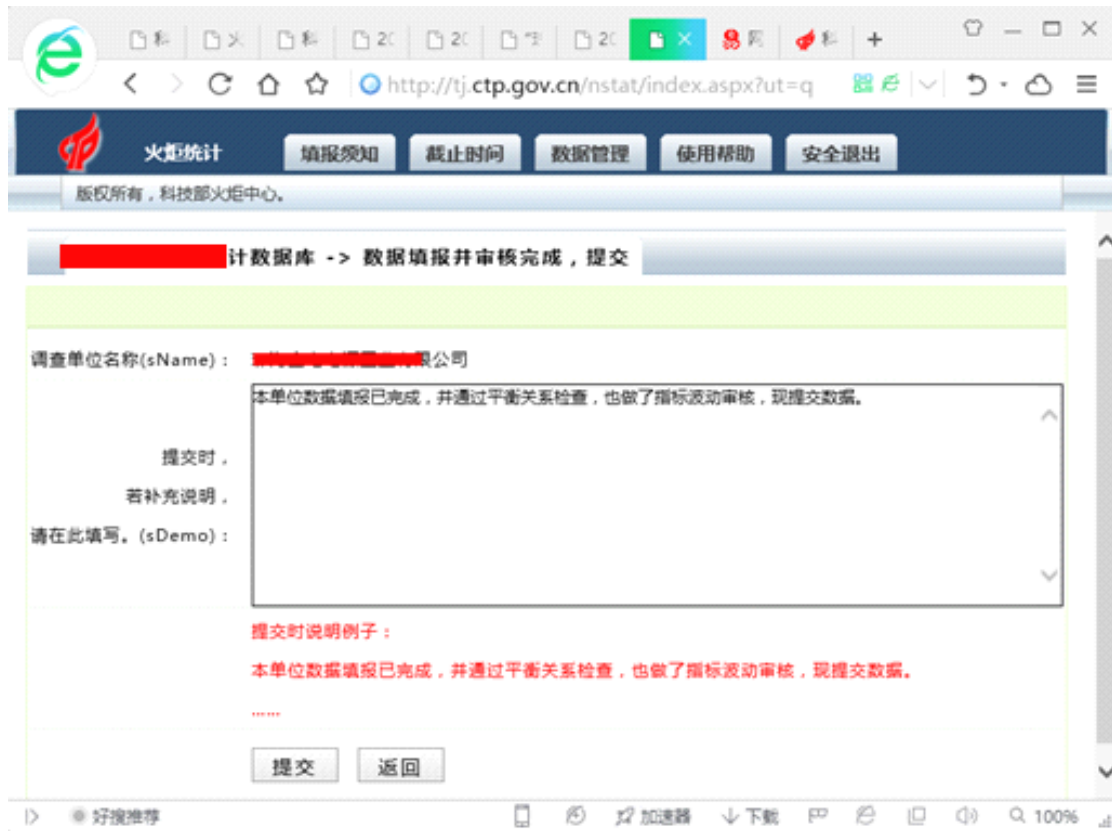 科
火
科
20
20
20
网
科
http://tj.ctp.gov.cn/nstat/index.aspx?ut=q
火炬统计 填报须知 截止时间 数据管理 使用帮助 安全退出
版权所有，科技部火炬中心。
计数据库 -> 数据填报并审核完成，提交
调查单位名称(sName)： 限公司
本单位数据填报已完成，并通过平衡关系检查，也做了指标波动审核，现提交数据。
提交时，
若补充说明，
请在此填写。(sDemo)：
提交时说明例子：
本单位数据填报已完成，并通过平衡关系检查，也做了指标波动审核，现提交数据。
……
提交 返回
好搜推荐 加速器 下载 100%